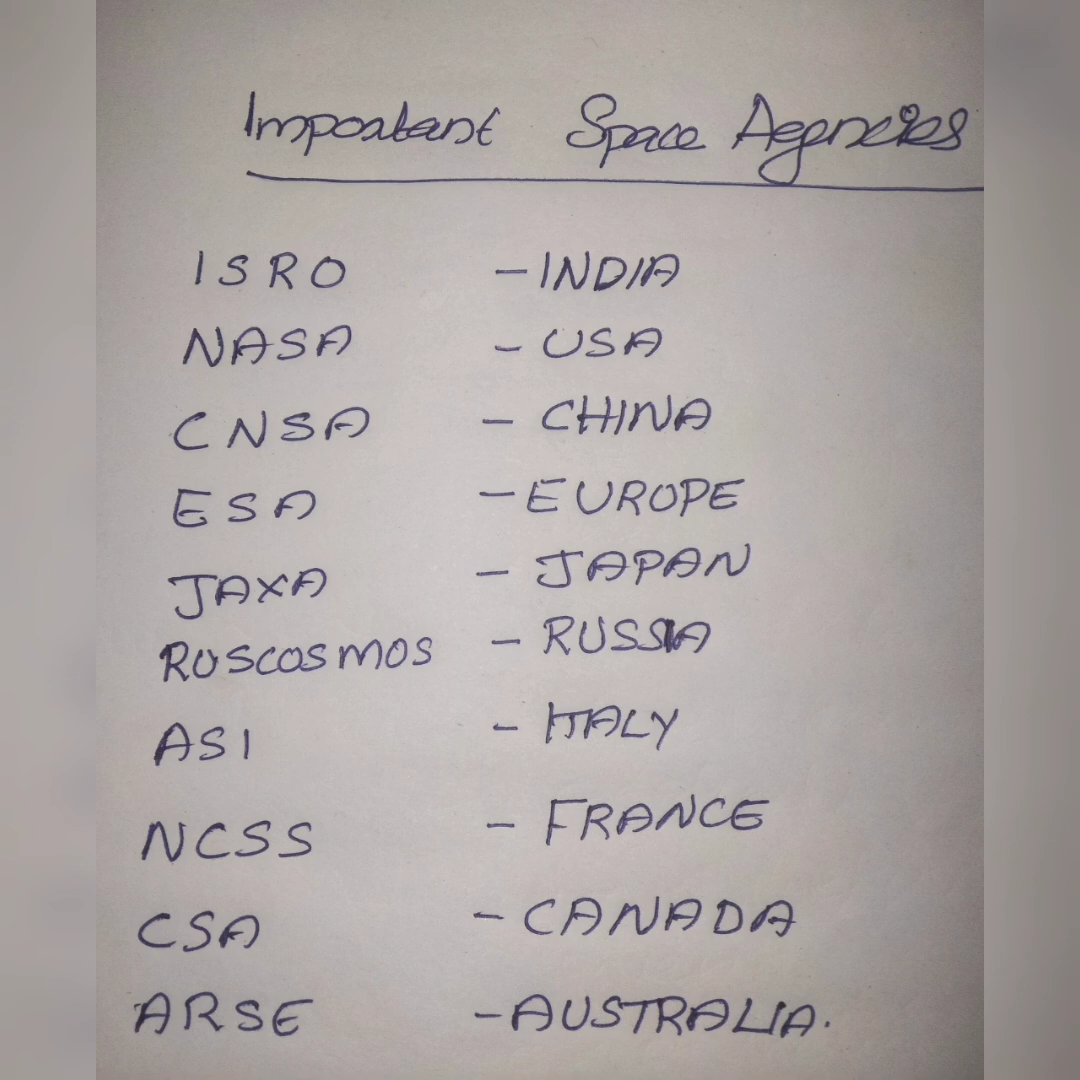 Important Space Agencies
ISRO - INDIA
NASA - USA
CNSA - CHINA
ESA - EUROPE
JAXA - JAPAN
ROSCOSMOS - RUSSIA
ASI - ITALY
NCSS - FRANCE
CSA - CANADA
ARSE - AUSTRALIA.